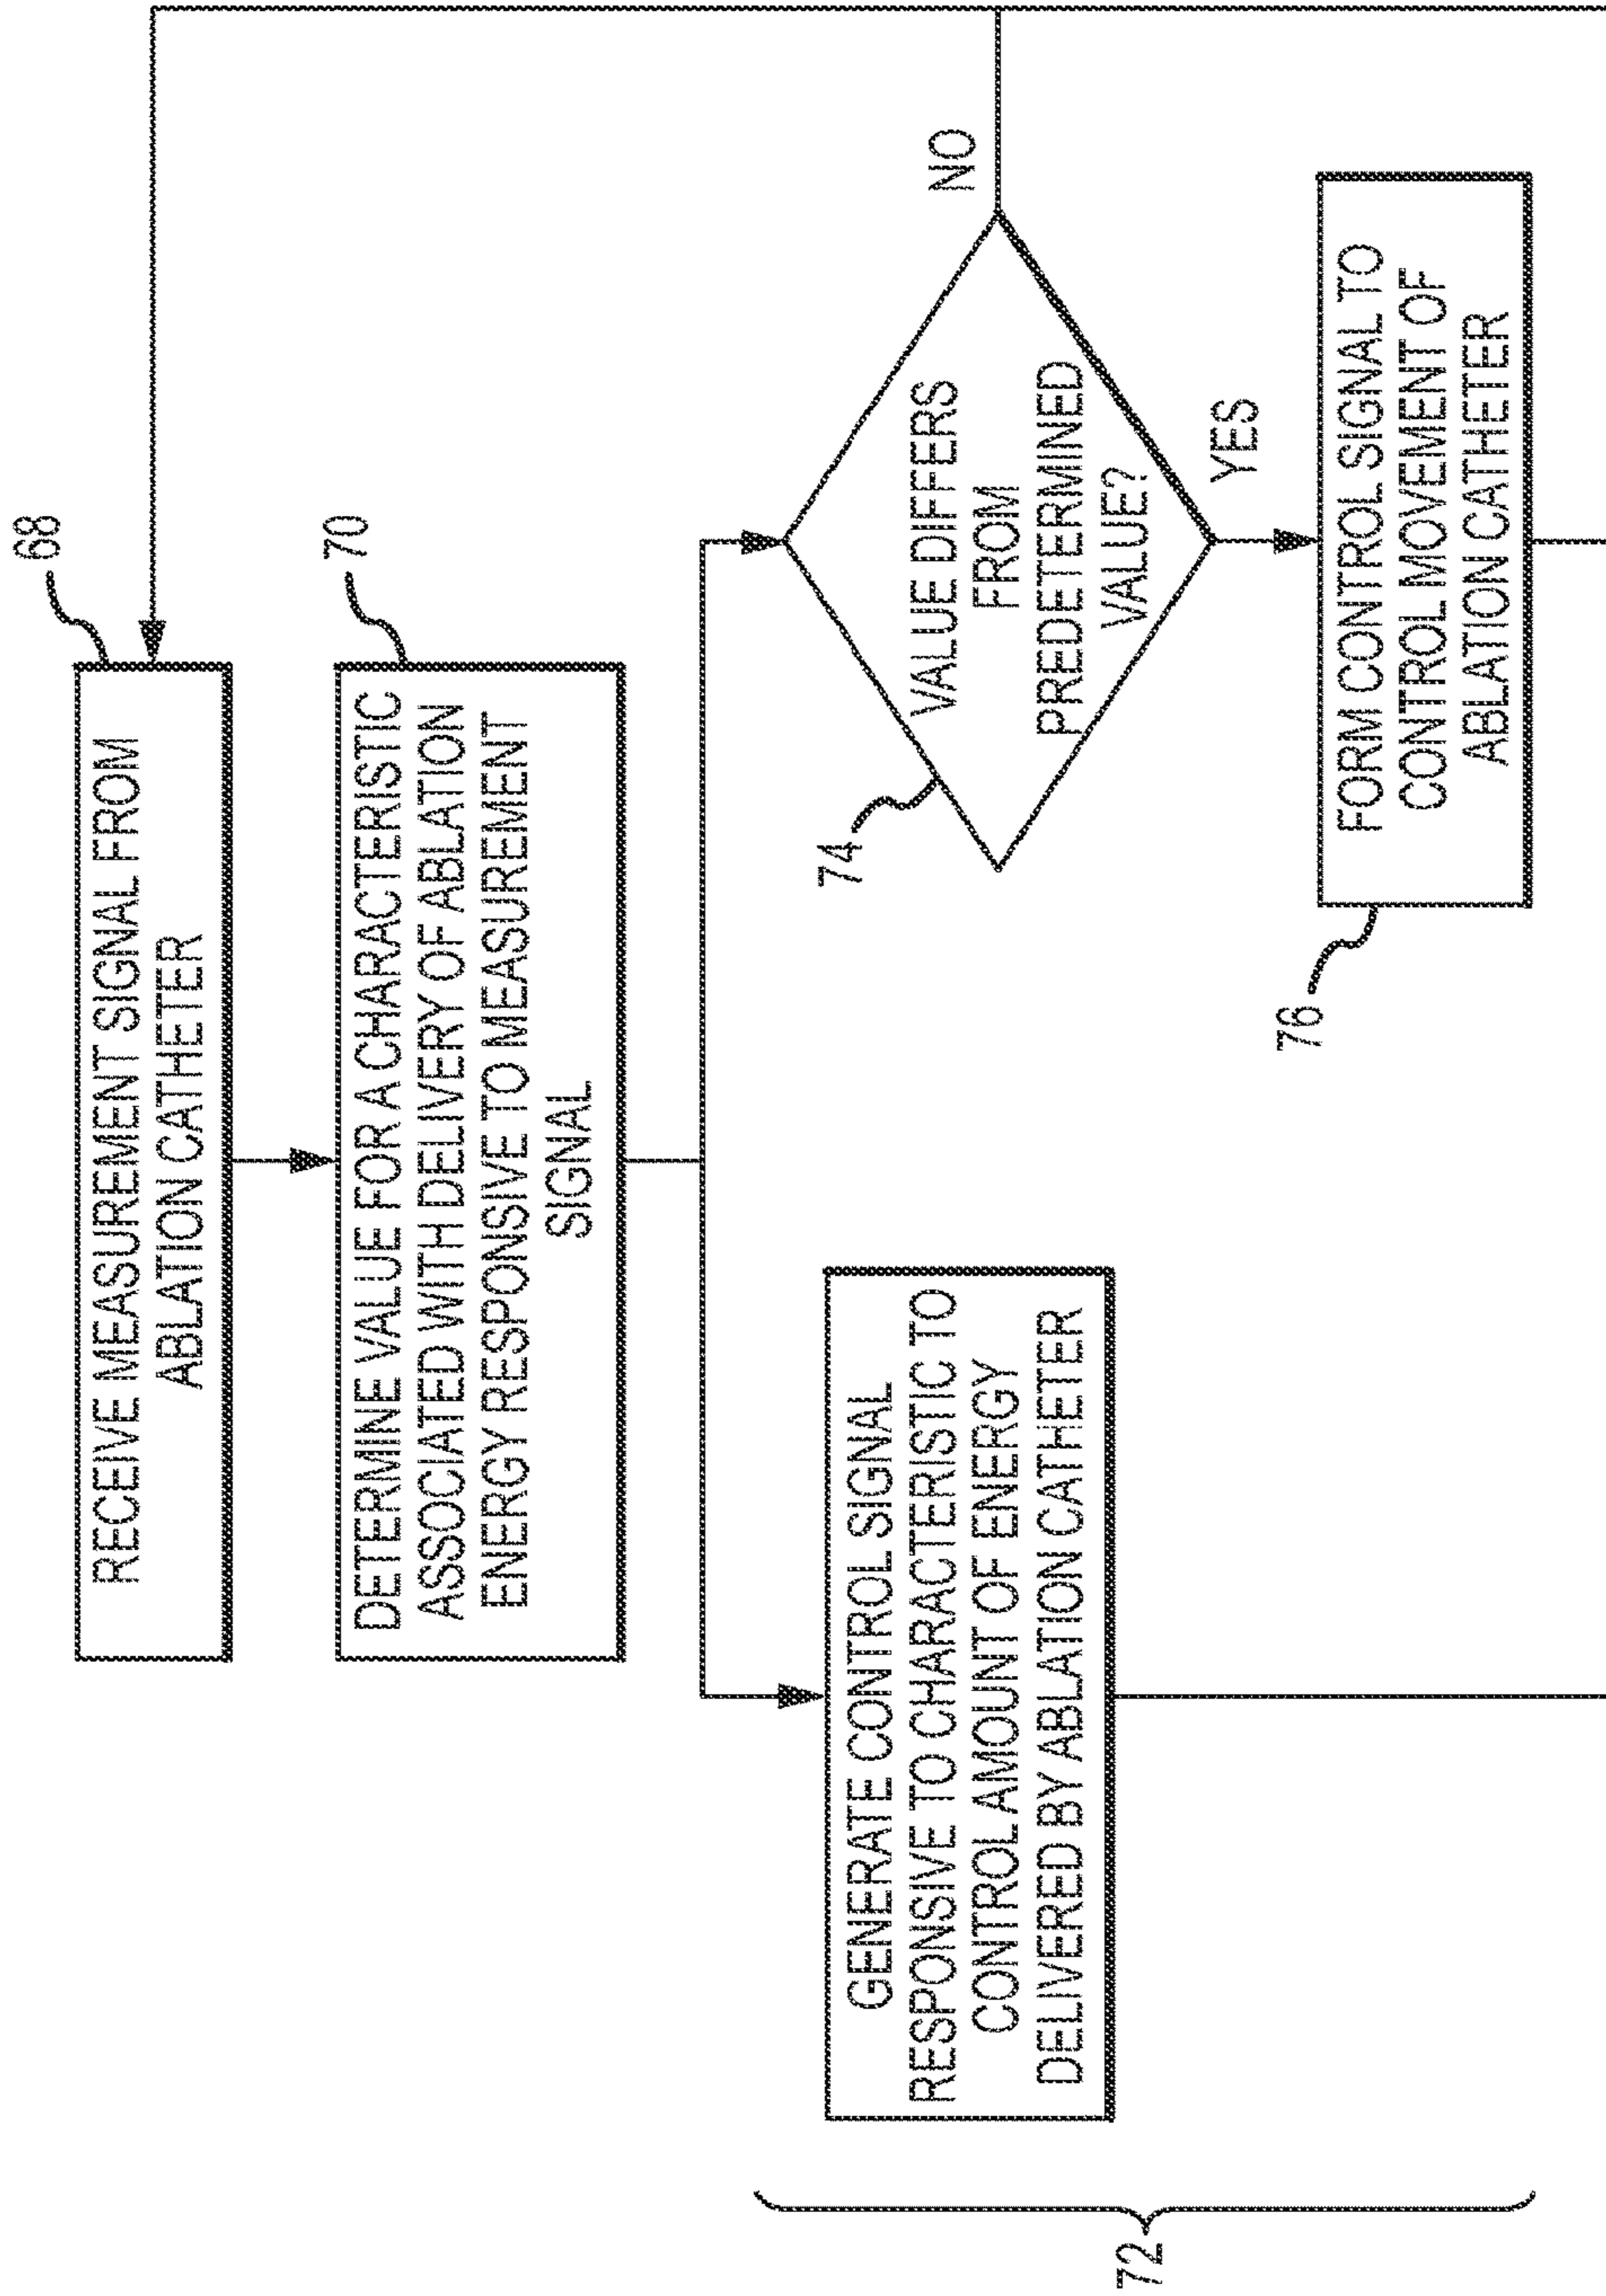 68
RECEIVE MEASUREMENT SIGNAL FROM
ABLATION CATHETER
70
DETERMINE VALUE FOR A CHARACTERISTIC
ASSOCIATED WITH DELIVERY OF ABLATION
ENERGY RESPONSIVE TO MEASUREMENT
SIGNAL
72
GENERATE CONTROL SIGNAL
RESPONSIVE TO CHARACTERISTIC TO
CONTROL AMOUNT OF ENERGY
DELIVERED BY ABLATION CATHETER
74
VALUE DIFFERS
FROM
PREDETERMINED
VALUE?
NO
YES
76
FORM CONTROL SIGNAL TO
CONTROL MOVEMENT OF
ABLATION CATHETER